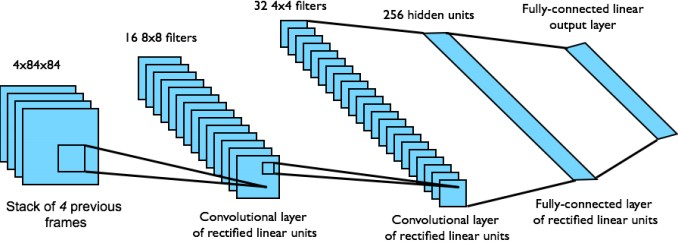 4x84x84
16 8x8 filters
32 4x4 filters
256 hidden units
Fully-connected linear
output layer
Stack of 4 previous
frames
Convolutional layer
of rectified linear units
Convolutional layer
of rectified linear units
Fully-connected layer
of rectified linear units